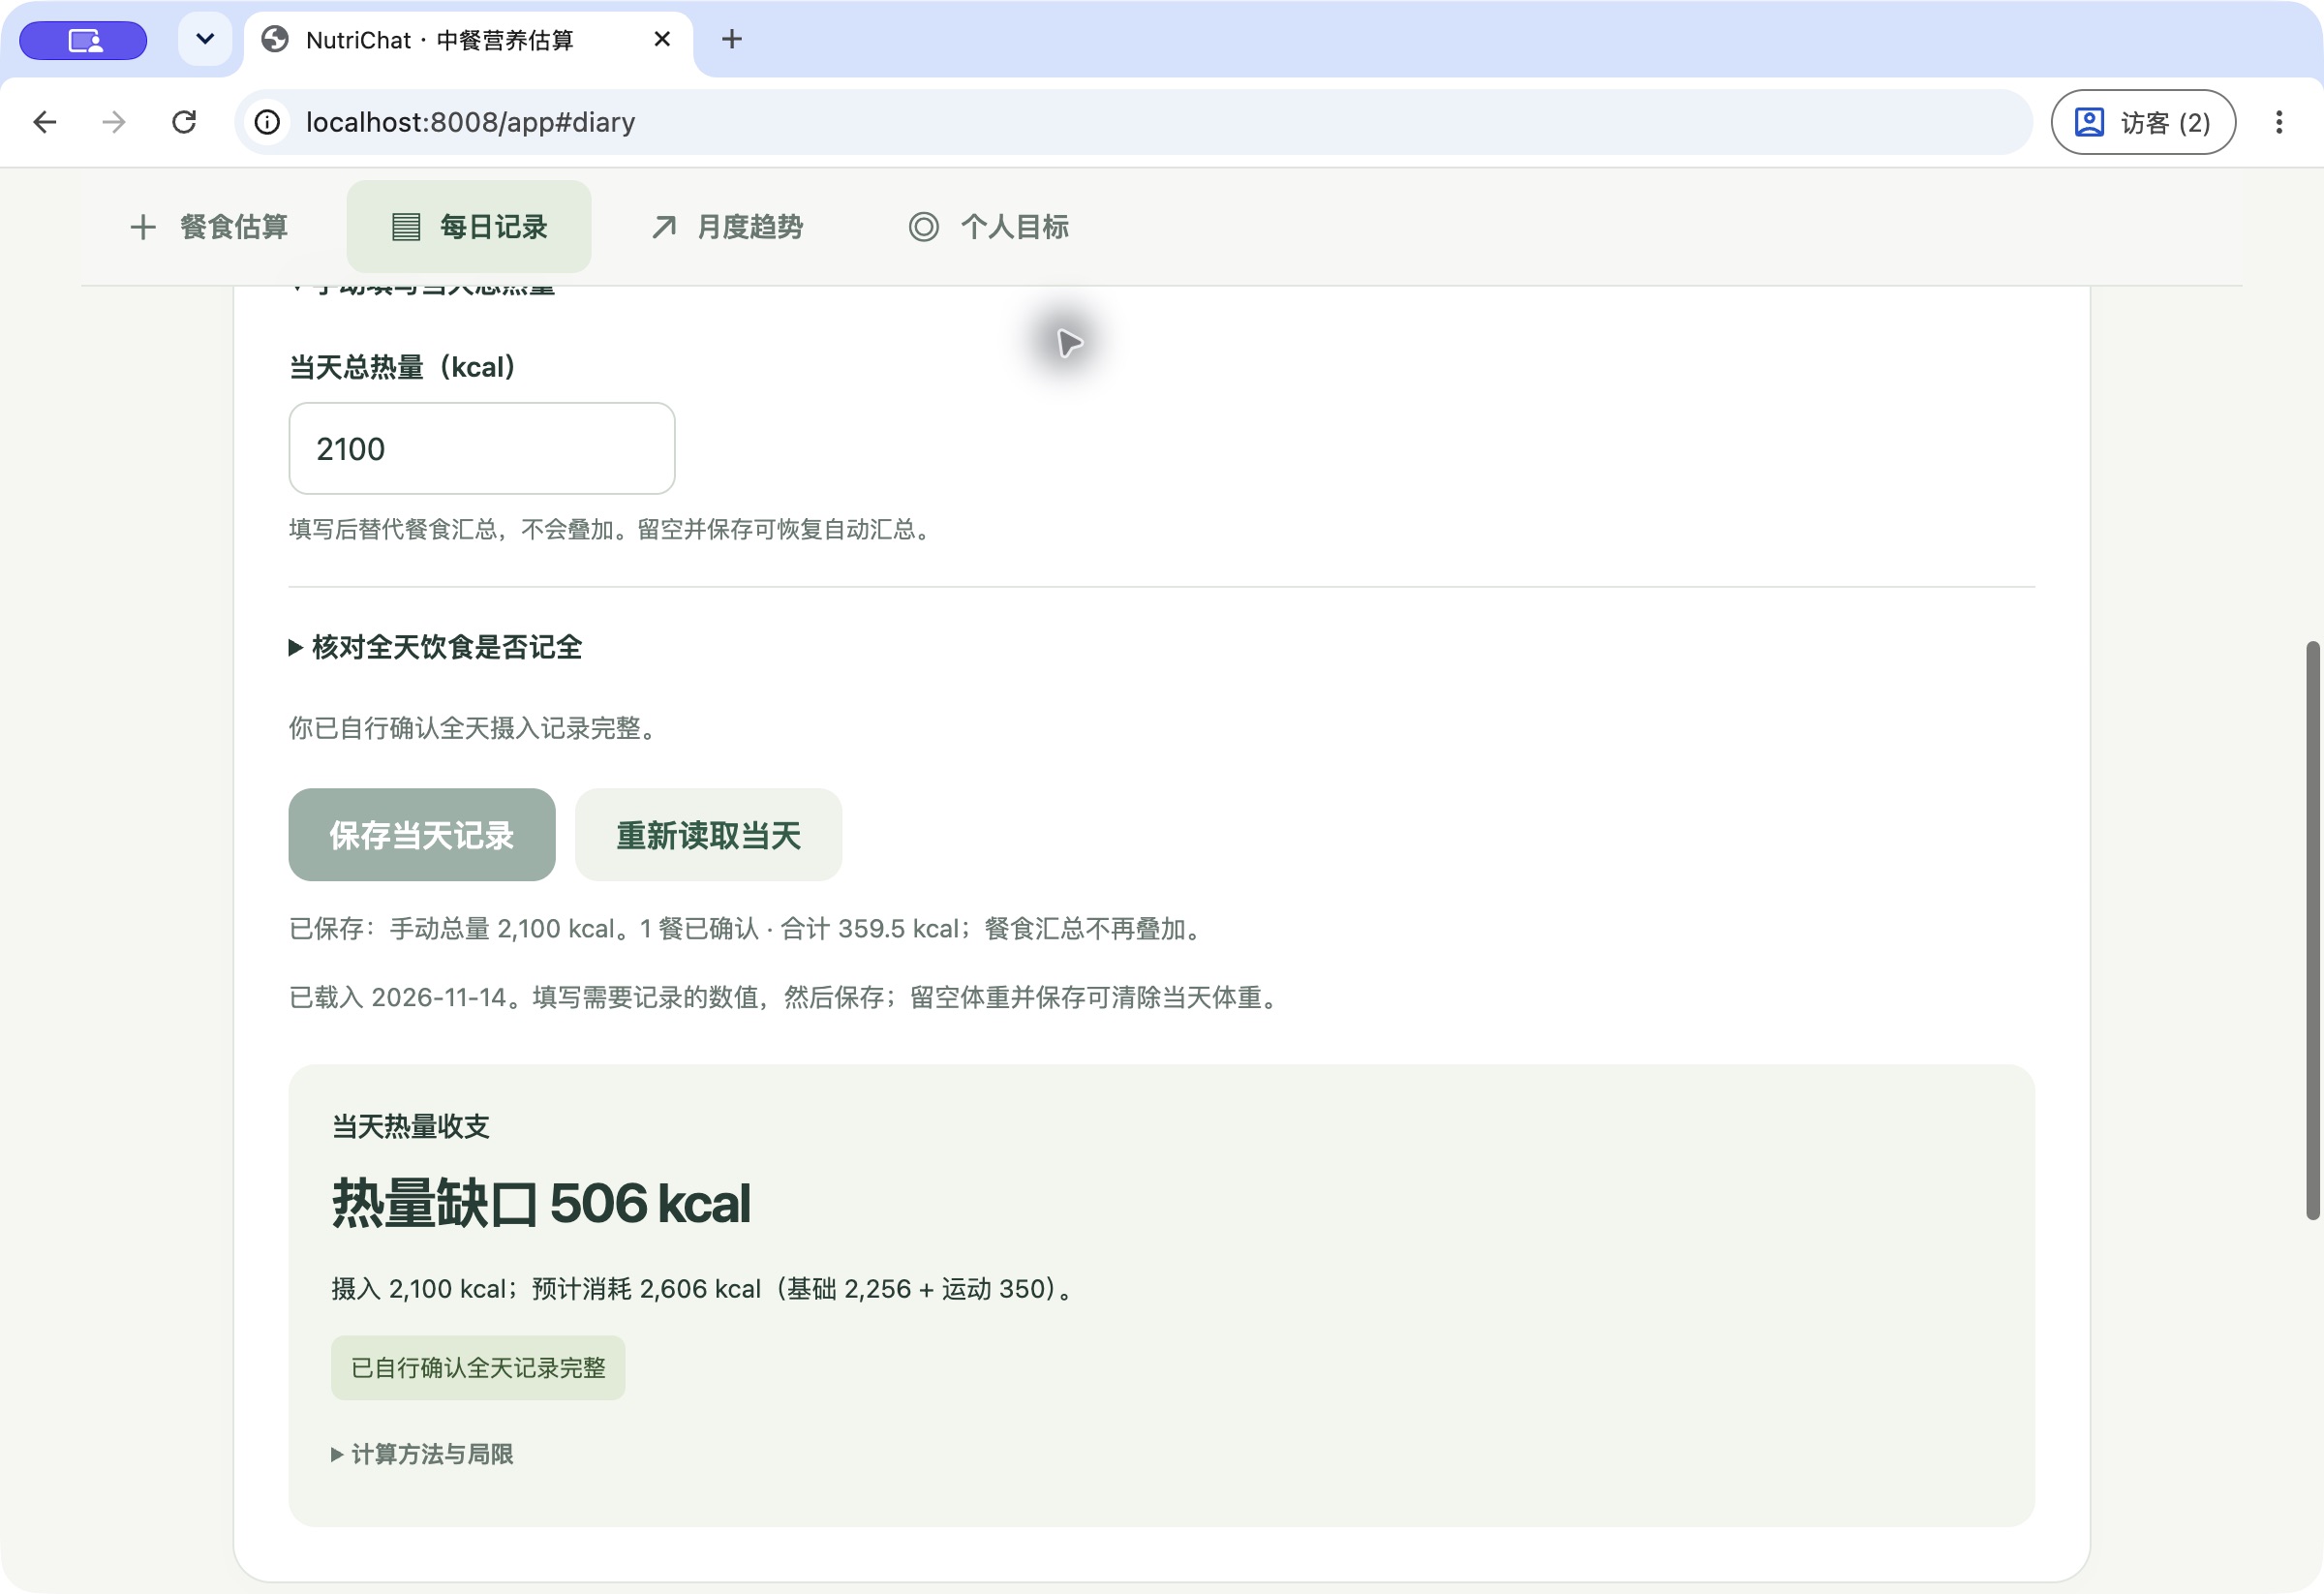 NutriChat · 中餐营养估算
localhost:8008/app#diary
访客 (2)
餐食估算
每日记录
月度趋势
个人目标
手动填写当天总热量
当天总热量（kcal）
2100
填写后替代餐食汇总，不会叠加。留空并保存可恢复自动汇总。
核对全天饮食是否记全
你已自行确认全天摄入记录完整。
保存当天记录
重新读取当天
已保存：手动总量 2,100 kcal。1 餐已确认 · 合计 359.5 kcal；餐食汇总不再叠加。
已载入 2026-11-14。填写需要记录的数值，然后保存；留空体重并保存可清除当天体重。
当天热量收支
热量缺口 506 kcal
摄入 2,100 kcal；预计消耗 2,606 kcal（基础 2,256 + 运动 350）。
已自行确认全天记录完整
计算方法与局限